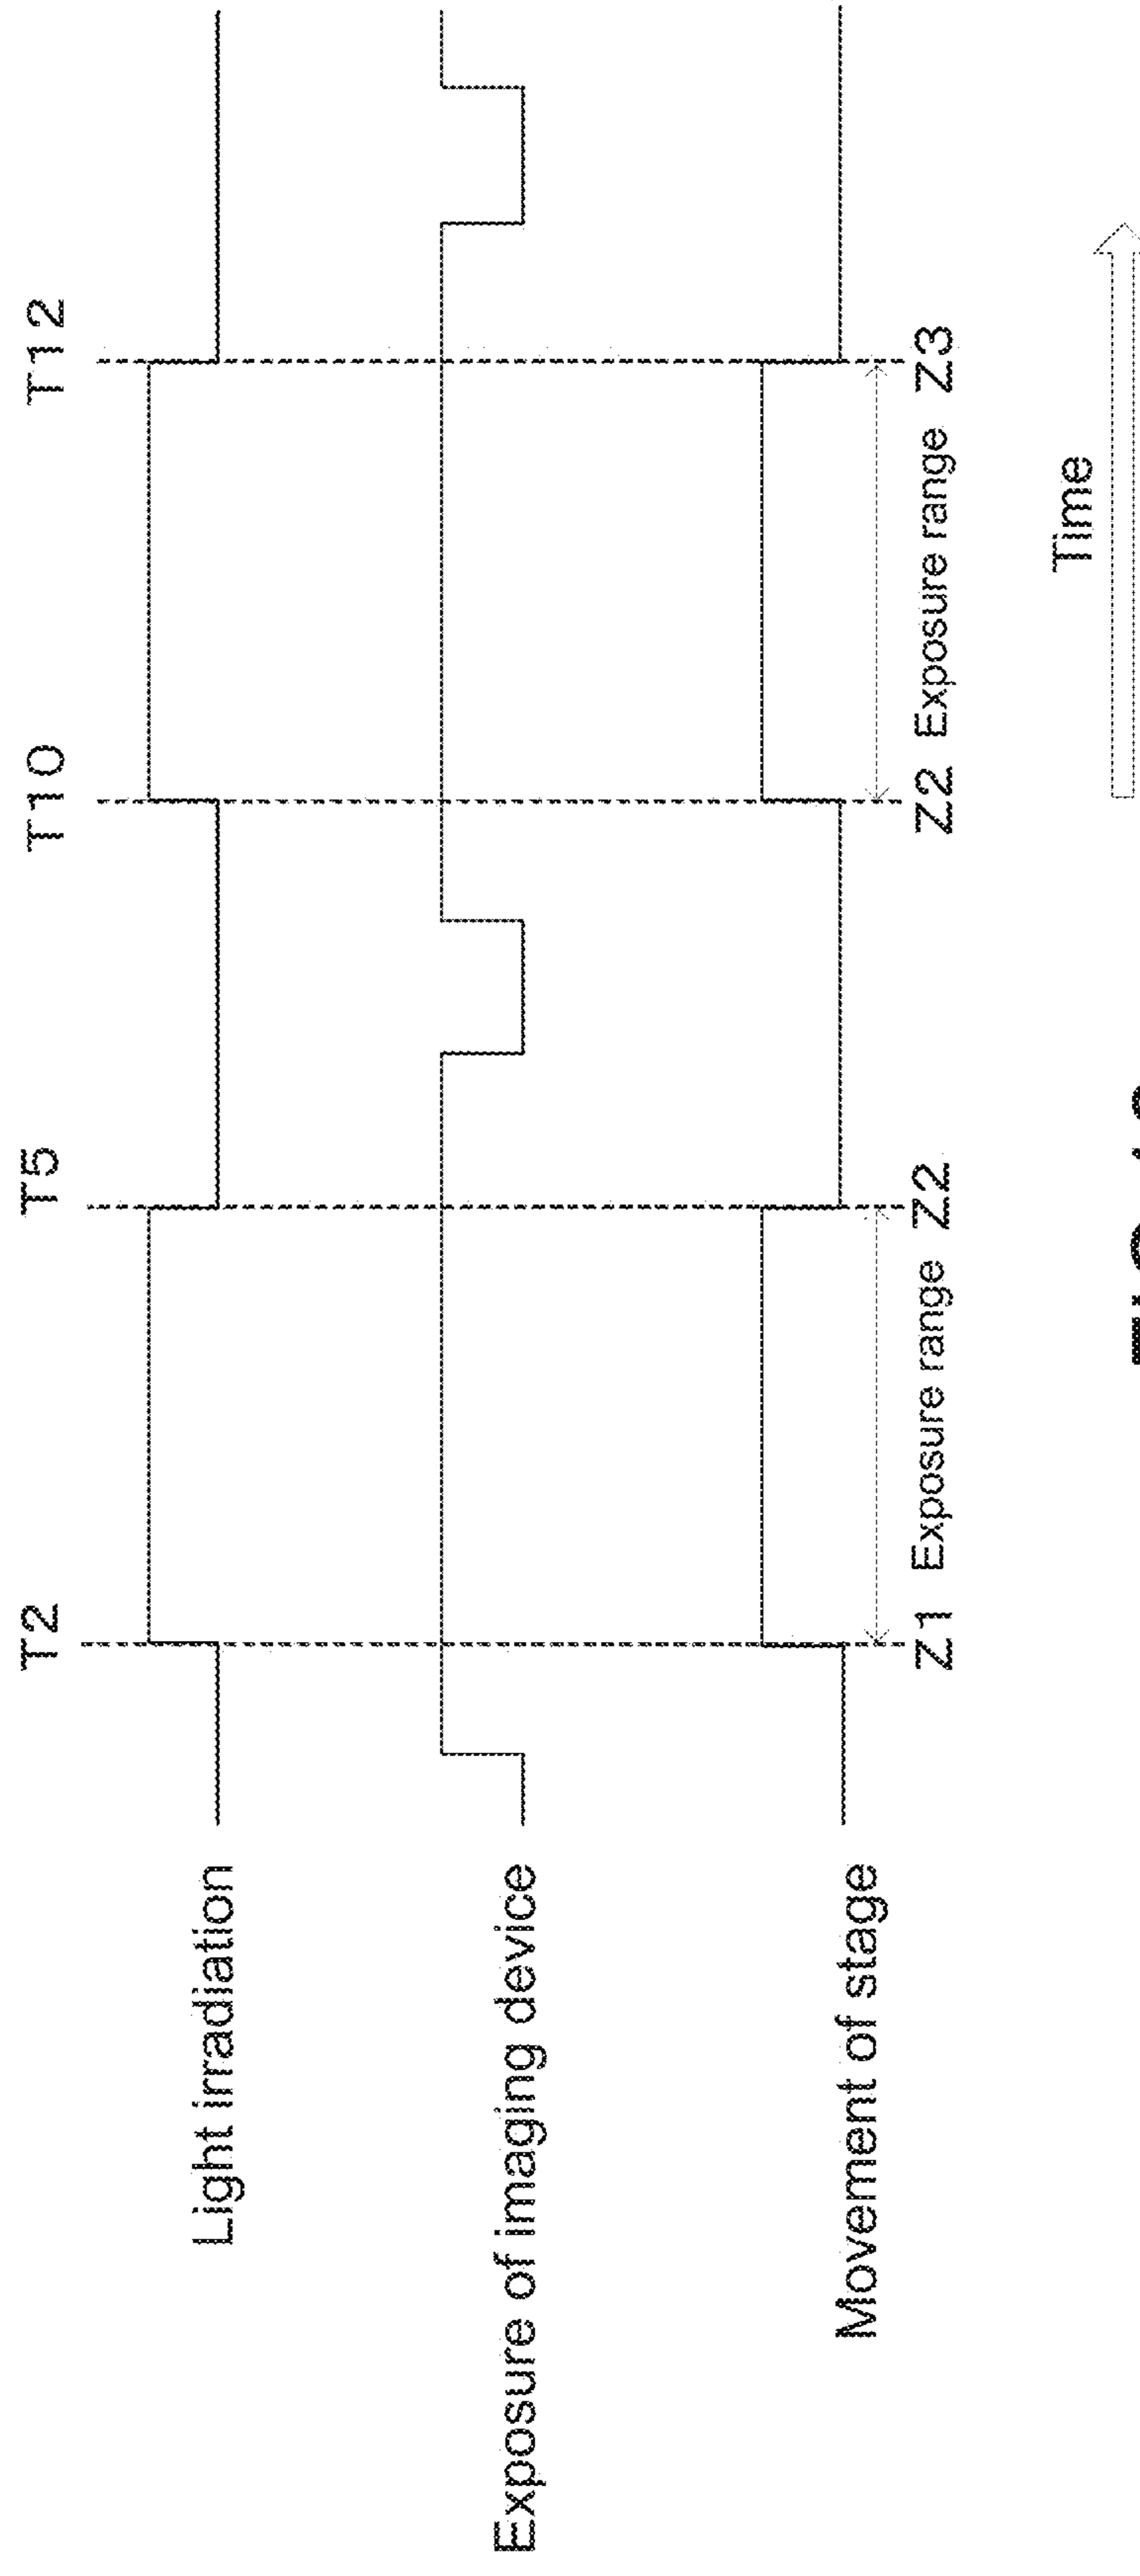 T2 T5 T10 T12
Light irradiation
Exposure of imaging device
Movement of stage
Z1 Exposure range Z2 Z2 Exposure range Z3
Time